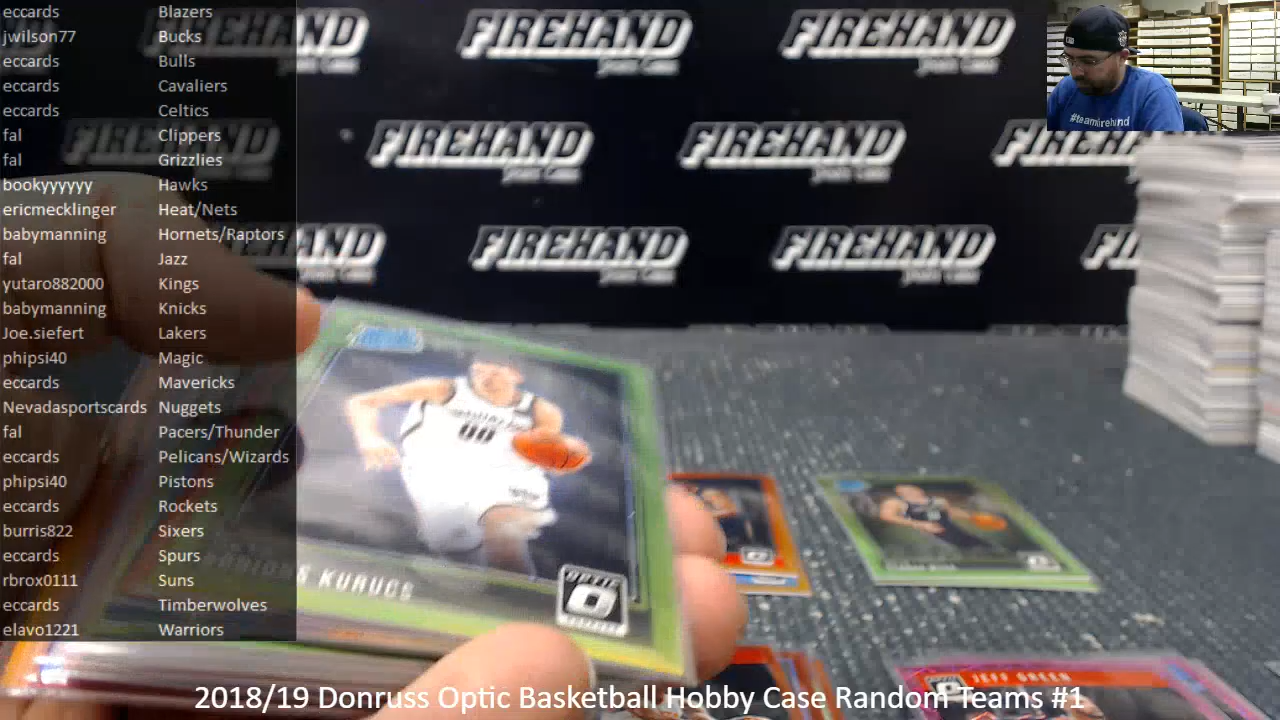 eccards Blazers
jwilson77 Bucks
eccards Bulls
eccards Cavaliers
eccards Celtics
fal Clippers
fal Grizzlies
bookyyyyyy Hawks
ericmecklinger Heat/Nets
babymanning Hornets/Raptors
fal Jazz
yutaro882000 Kings
babymanning Knicks
Joe.siefert Lakers
phipsi40 Magic
eccards Mavericks
Nevadasportscards Nuggets
fal Pacers/Thunder
eccards Pelicans/Wizards
phipsi40 Pistons
eccards Rockets
burris822 Sixers
eccards Spurs
rbrox0111 Suns
eccards Timberwolves
elavo1221 Warriors
FIREHAND
FIREHAND
FIREHAND
FIREHAND
FIREHAND
FIREHAND
#teamfirehand
00
KURUCS
OPTIC
JEFF GREEN
2018/19 Donruss Optic Basketball Hobby Case Random Teams #1